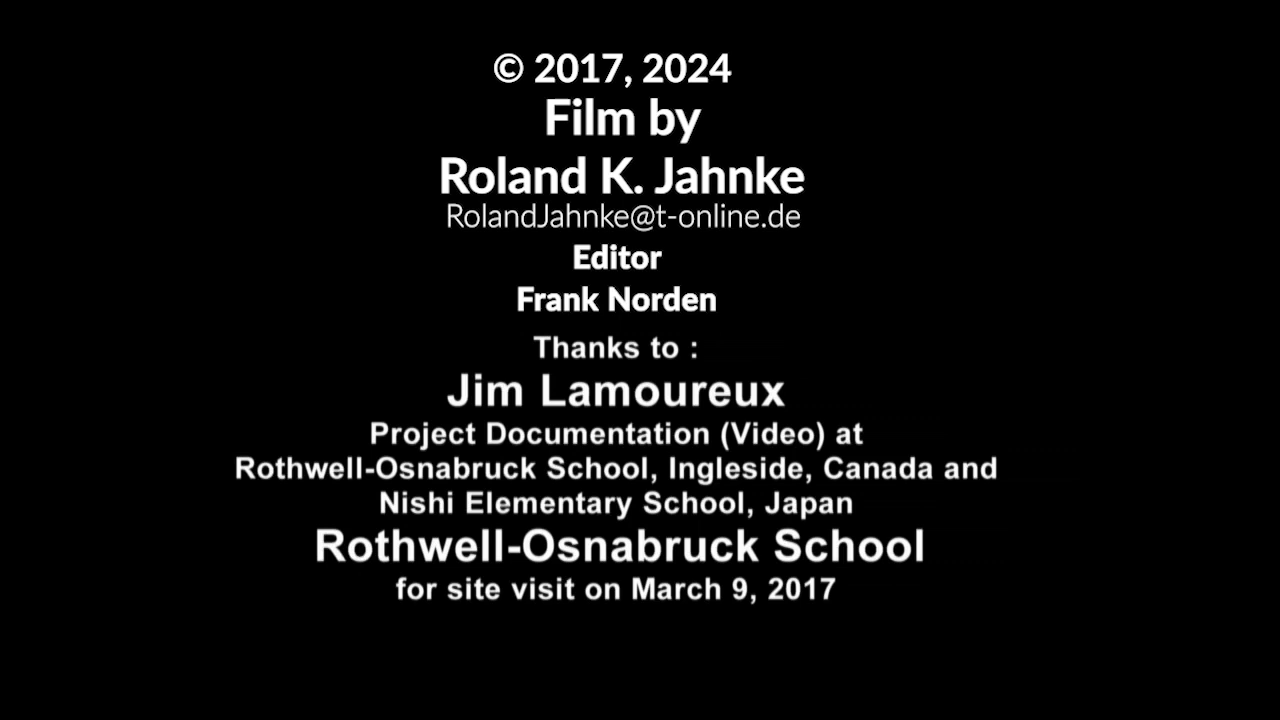 © 2017, 2024
Film by
Roland K. Jahnke
RolandJahnke@t-online.de
Editor
Frank Norden
Thanks to :
Jim Lamoureux
Project Documentation (Video) at
Rothwell-Osnabruck School, Ingleside, Canada and
Nishi Elementary School, Japan
Rothwell-Osnabruck School
for site visit on March 9, 2017